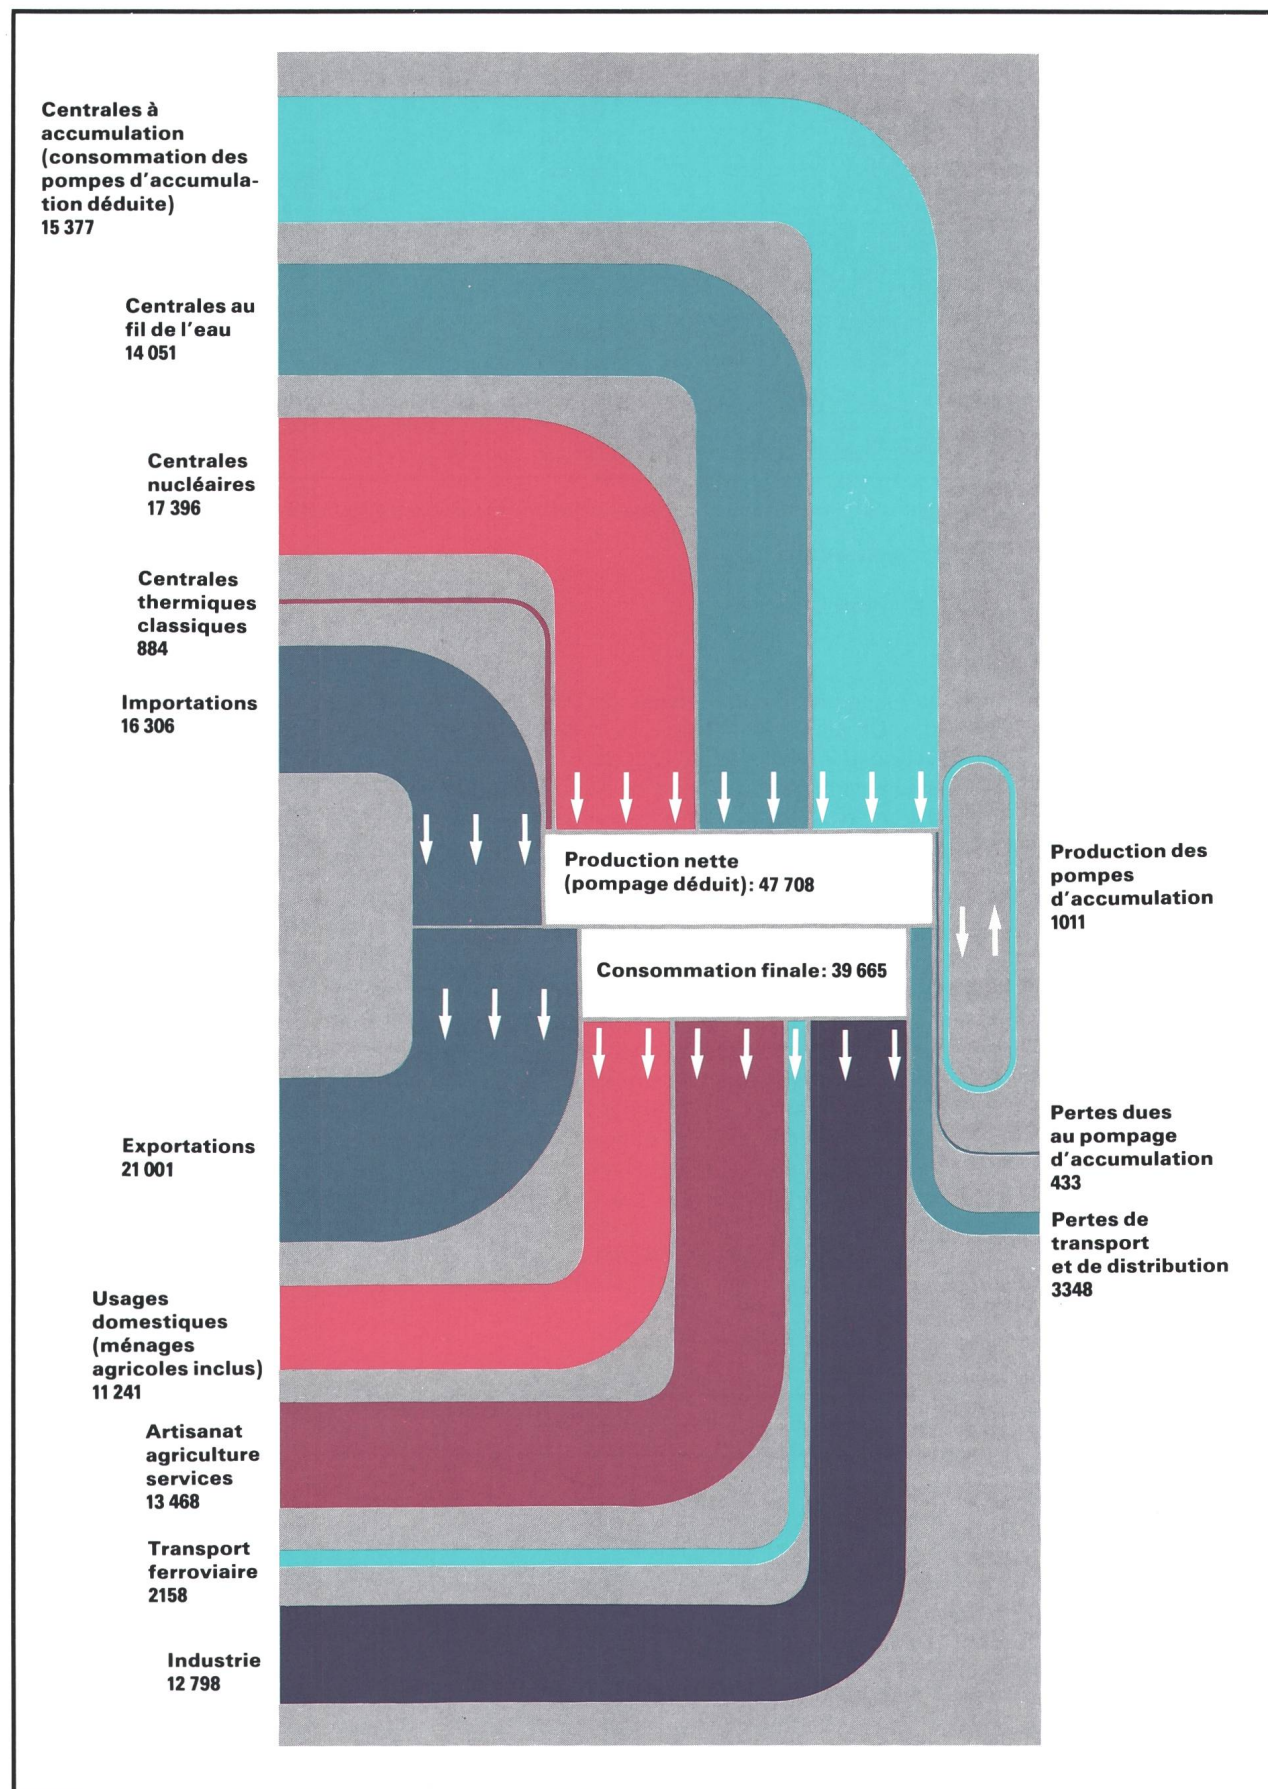 Centrales à
accumulation
(consommation des
pompes d'accumula-
tion déduite)
15 377
Centrales au
fil de l'eau
14 051
Centrales
nucléaires
17 396
Centrales
thermiques
classiques
884
Importations
16 306
Production nette
(pompage déduit): 47 708
Production des
pompes
d'accumulation
1011
Consommation finale: 39 665
Exportations
21 001
Pertes dues
au pompage
d'accumulation
433
Pertes de
transport
et de distribution
3348
Usages
domestiques
(ménages
agricoles inclus)
11 241
Artisanat
agriculture
services
13 468
Transport
ferroviaire
2158
Industrie
12 798